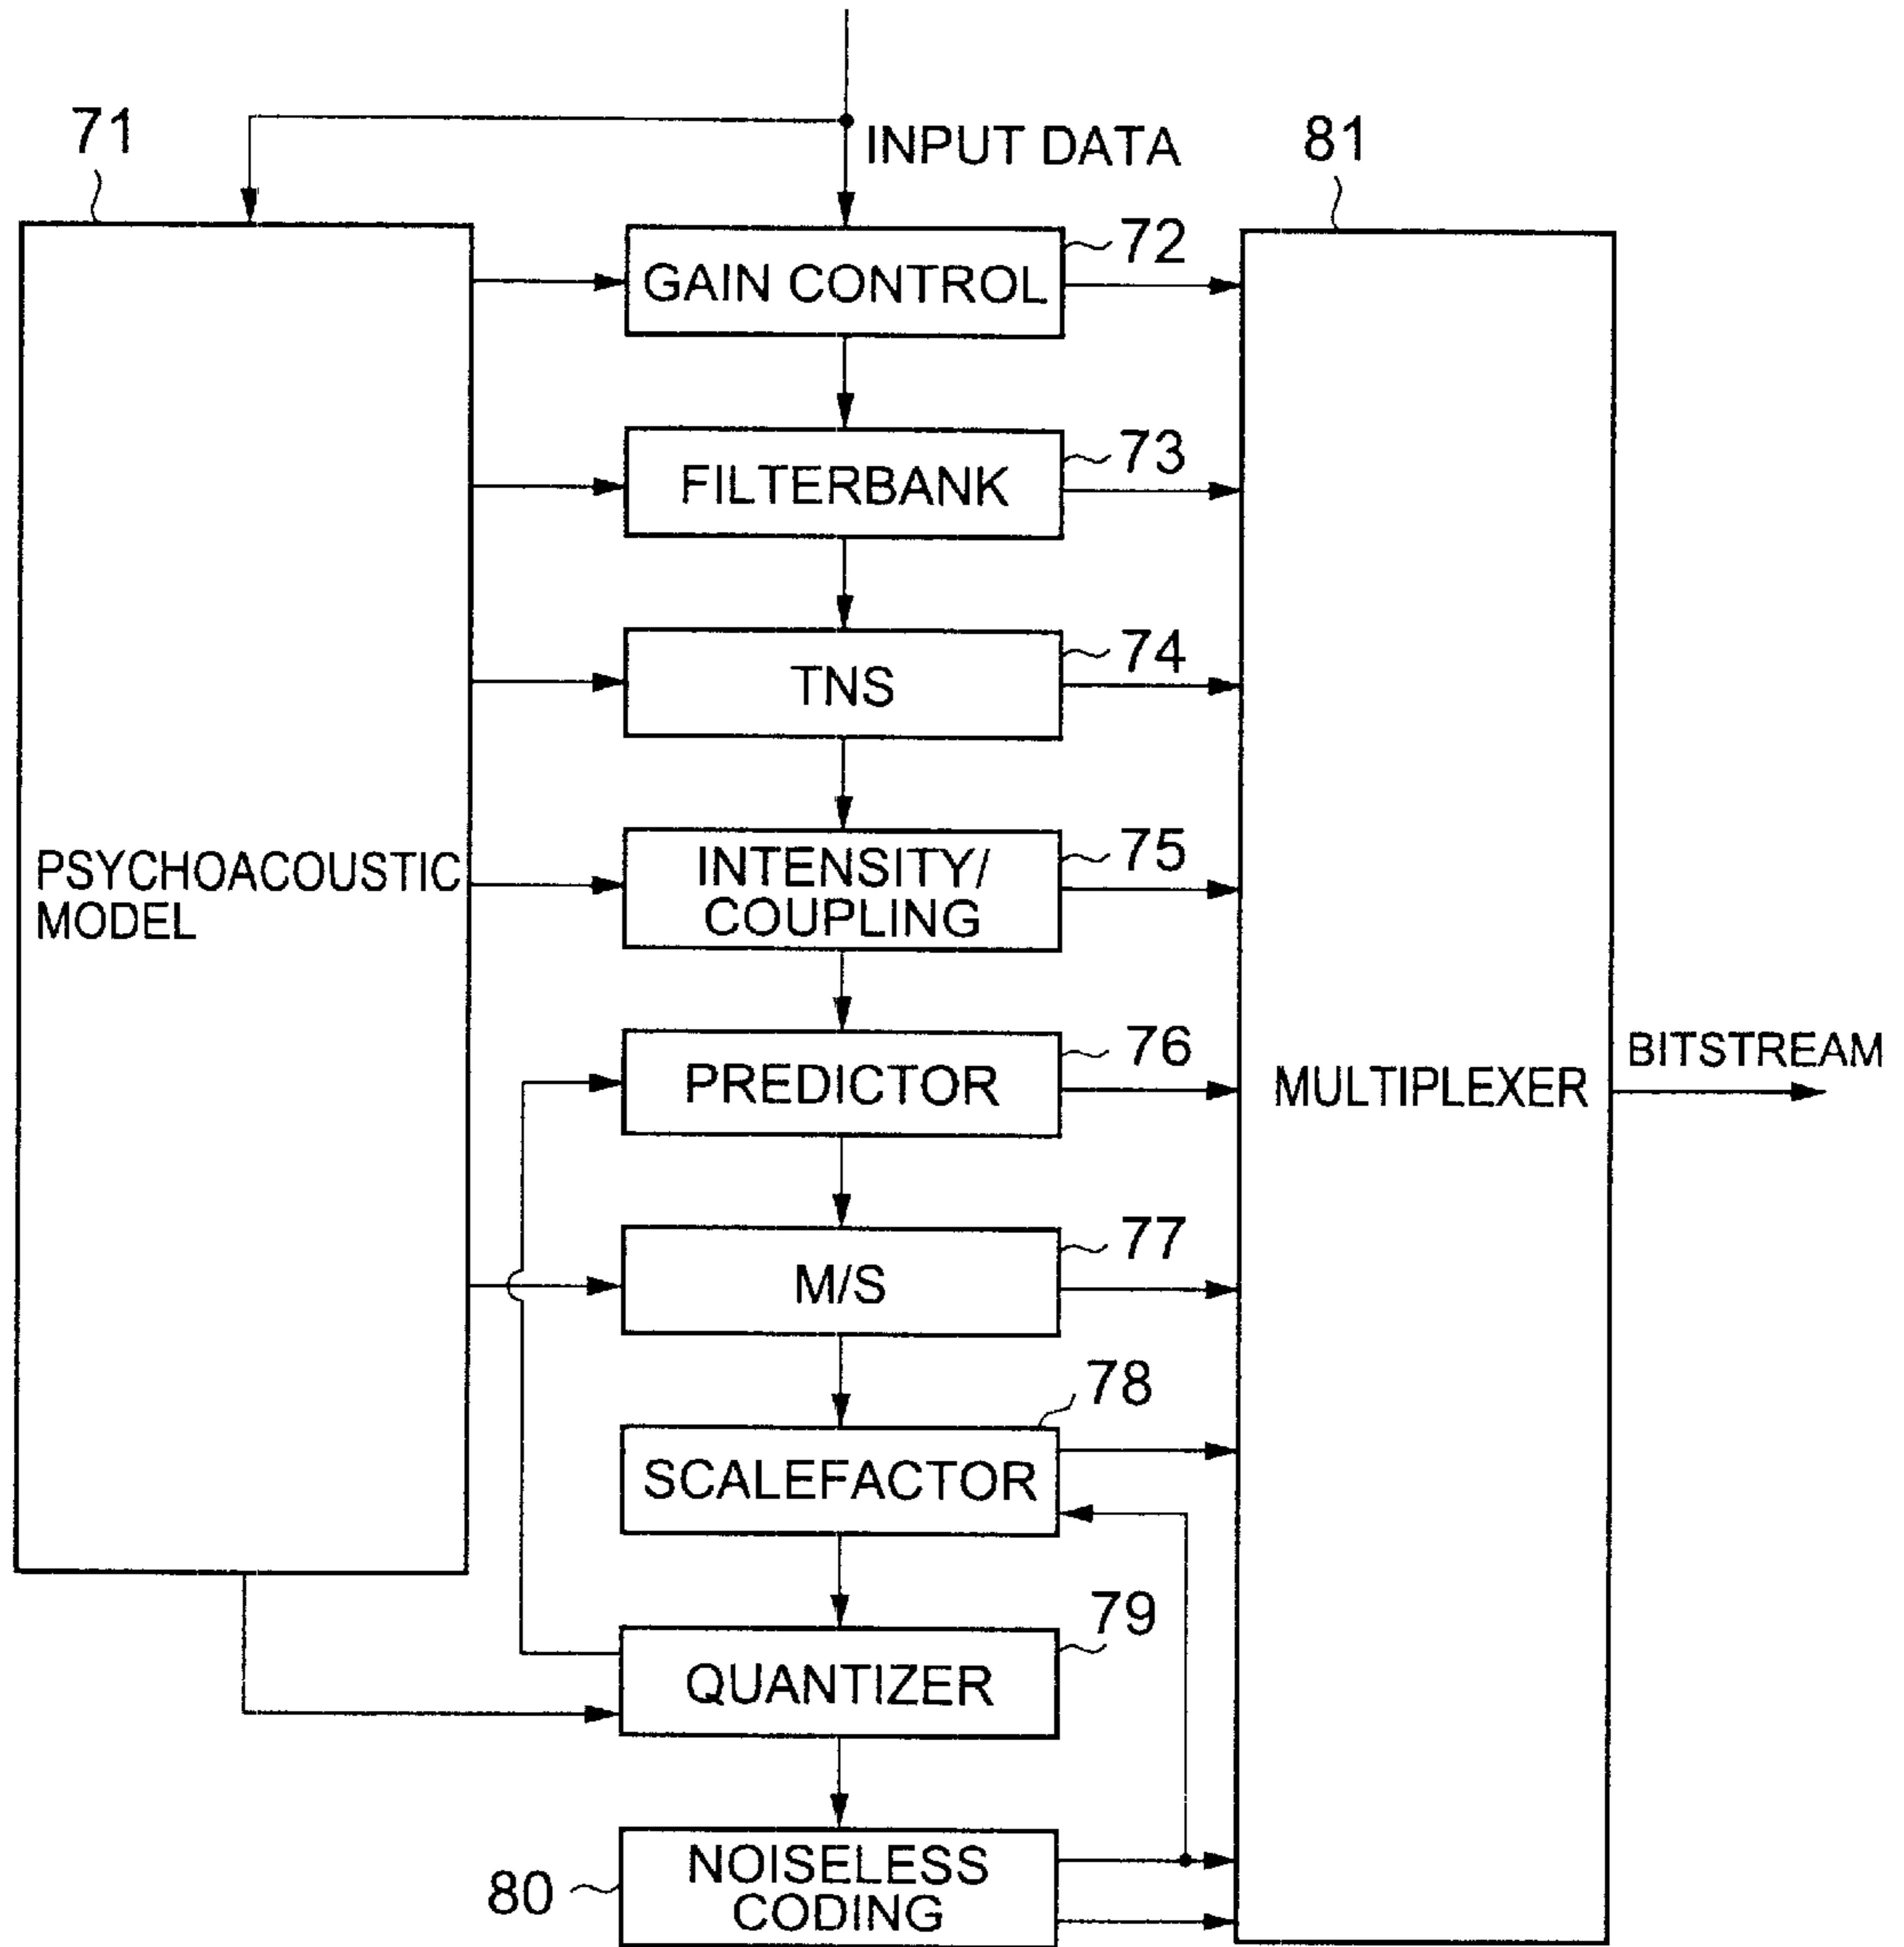 71
INPUT DATA
81
72
GAIN CONTROL
73
FILTERBANK
74
TNS
PSYCHOACOUSTIC
MODEL
75
INTENSITY/
COUPLING
76
PREDICTOR
MULTIPLEXER
BITSTREAM
77
M/S
78
SCALEFACTOR
79
QUANTIZER
80
NOISELESS
CODING